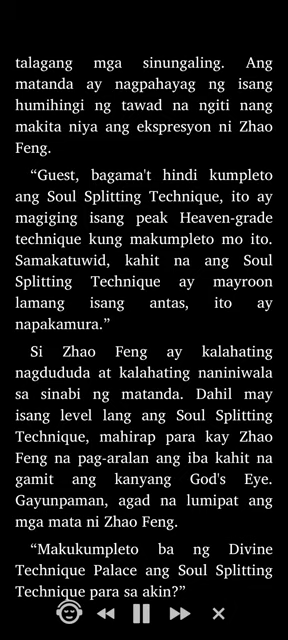 talagang mga sinungaling. Ang
matanda ay nagpahayag ng isang
humihingi ng tawad na ngiti nang
makita niya ang ekspresyon ni Zhao
Feng.
“Guest, bagama't hindi kumpleto
ang Soul Splitting Technique, ito ay
magiging isang peak Heaven-grade
technique kung makumpleto mo ito.
Samakatuwid, kahit na ang Soul
Splitting Technique ay mayroon
lamang isang antas, ito ay
napakamura.”
Si Zhao Feng ay kalahating
nagdududa at kalahating naniniwala
sa sinabi ng matanda. Dahil may
isang level lang ang Soul Splitting
Technique, mahirap para kay Zhao
Feng na pag-aralan ang iba kahit na
gamit ang kanyang God's Eye.
Gayunpaman, agad na lumipat ang
mga mata ni Zhao Feng.
“Makukumpleto ba ng Divine
Technique Palace ang Soul Splitting
Technique para sa akin?”